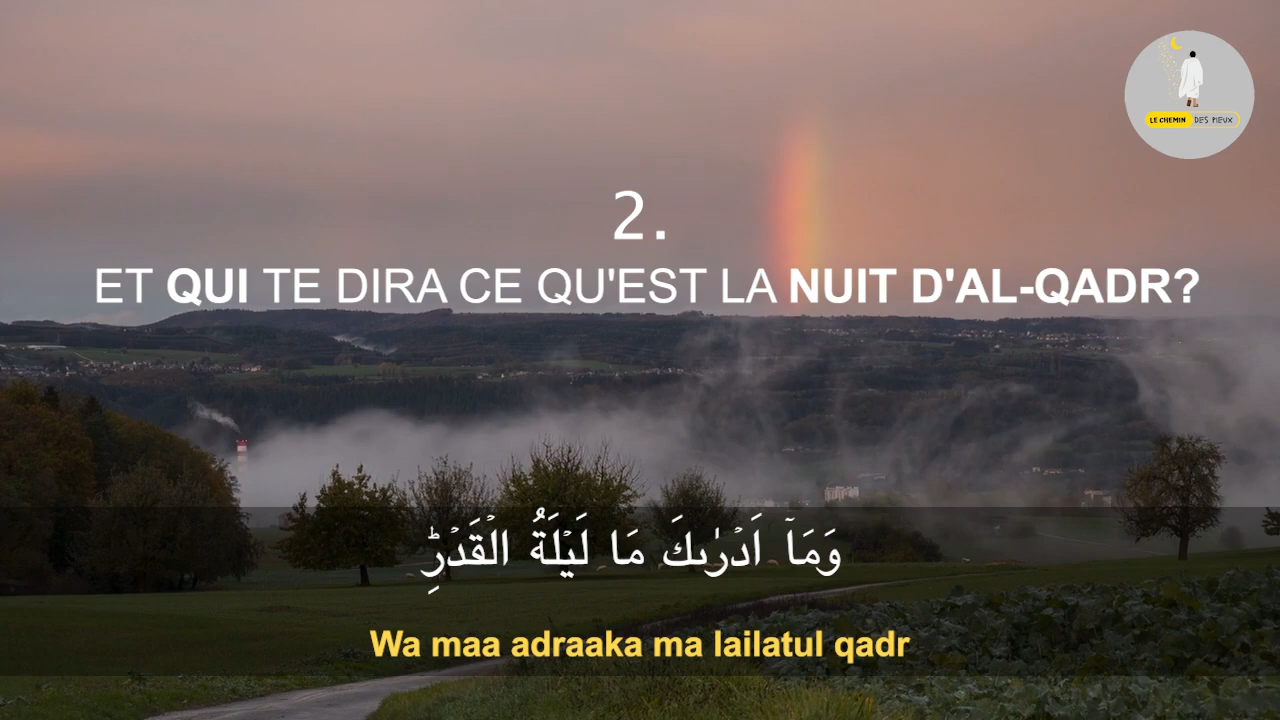 LE CHEMIN DES PIEUX
2.
ET QUI TE DIRA CE QU'EST LA NUIT D'AL-QADR?
وَمَآ اَدۡرٰٮكَ مَا لَيۡلَةُ الۡقَدۡرِؕ
Wa maa adraaka ma lailatul qadr